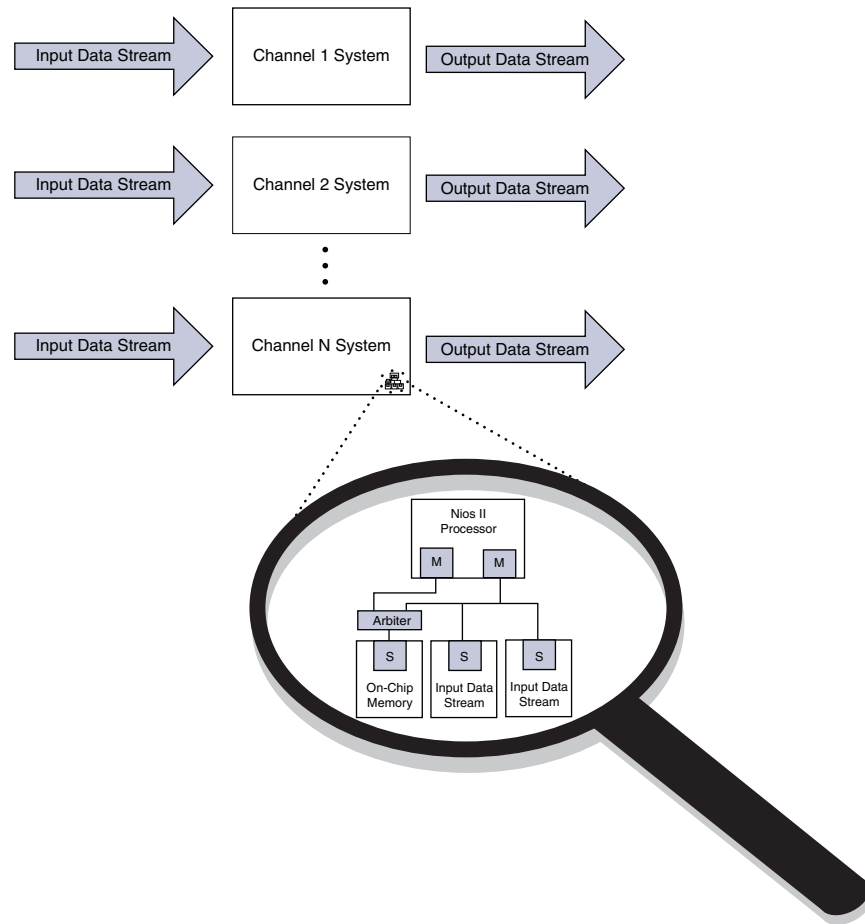 Input Data Stream
Channel 1 System
Output Data Stream
Input Data Stream
Channel 2 System
Output Data Stream
Input Data Stream
Channel N System
Output Data Stream
Nios II
Processor
M
M
Arbiter
S
S
S
On-Chip
Memory
Input Data
Stream
Input Data
Stream